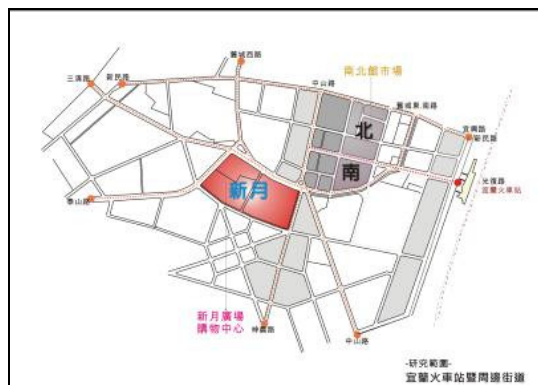 舊城西路
三清路
新民路
中山路
南北館市場
舊城東.南路
宜興路
新民路
北
南
光復路
宜蘭火車站
新月
泰山路
新月廣場
購物中心
神農路
中山路
-研究範圍-
宜蘭火車站暨周邊街道